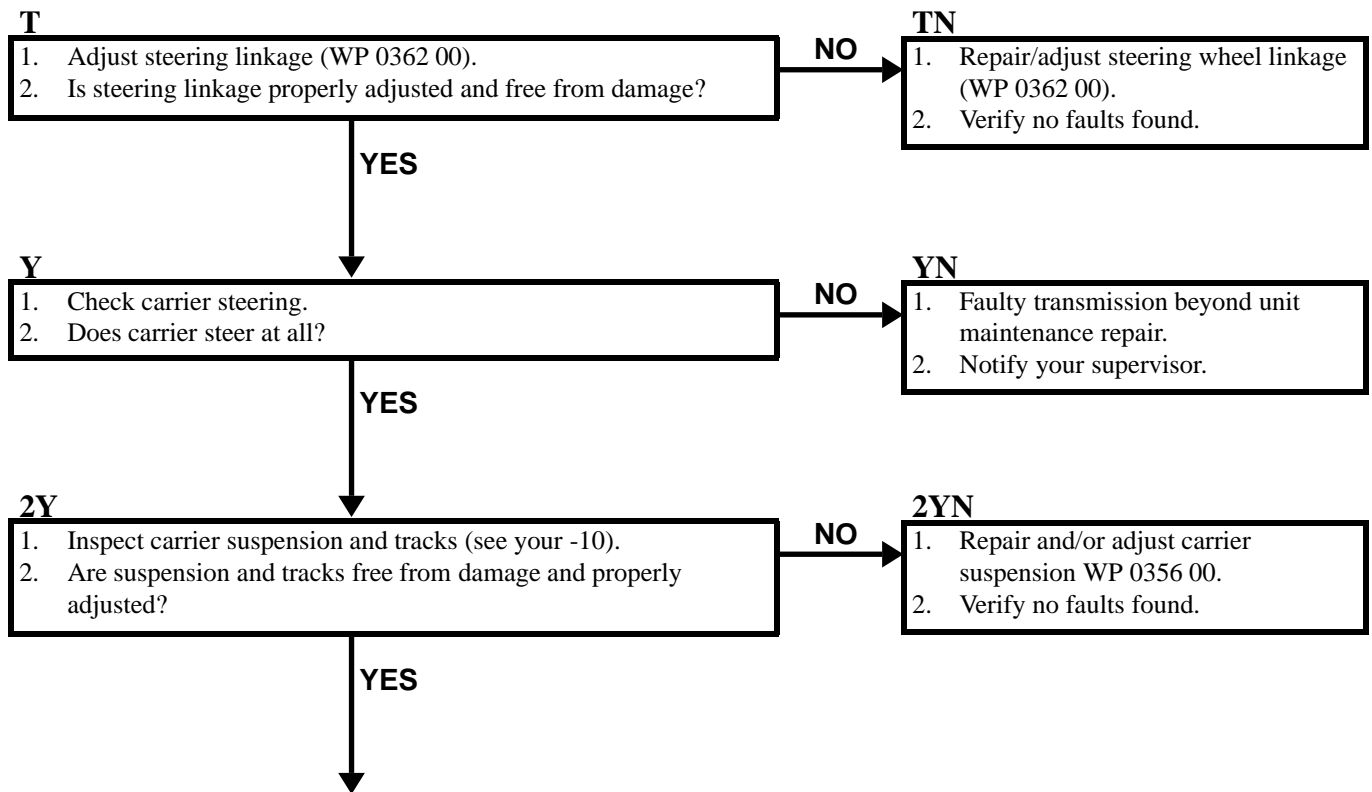 T
1. Adjust steering linkage (WP 0362 00).
2. Is steering linkage properly adjusted and free from damage?
NO
TN
1. Repair/adjust steering wheel linkage
(WP 0362 00).
2. Verify no faults found.
YES
Y
1. Check carrier steering.
2. Does carrier steer at all?
NO
YN
1. Faulty transmission beyond unit
maintenance repair.
2. Notify your supervisor.
YES
2Y
1. Inspect carrier suspension and tracks (see your -10).
2. Are suspension and tracks free from damage and properly
adjusted?
NO
2YN
1. Repair and/or adjust carrier
suspension WP 0356 00.
2. Verify no faults found.
YES